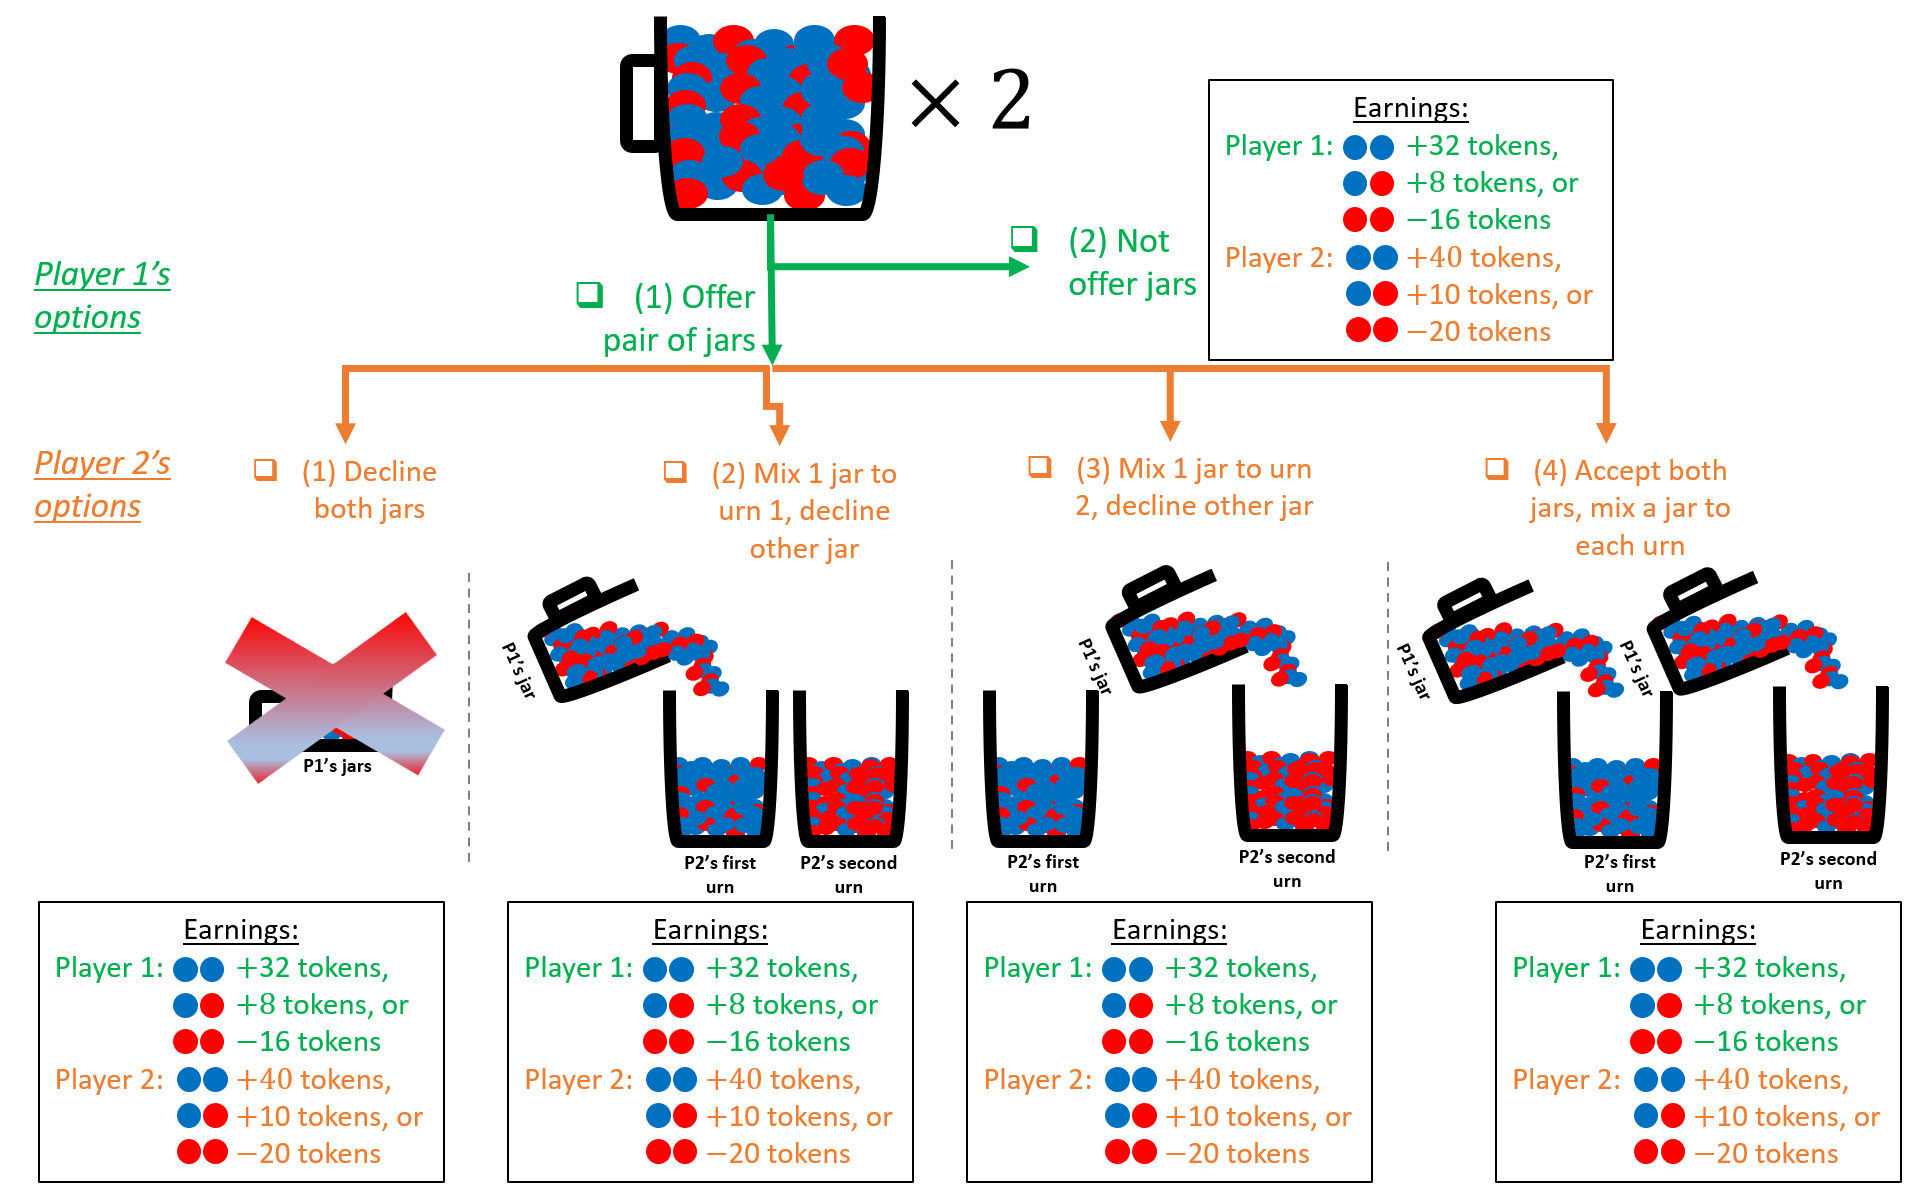 × 2
Earnings:
Player 1: +32 tokens,
+8 tokens, or
−16 tokens
Player 2: +40 tokens,
+10 tokens, or
−20 tokens
Player 1's
options
❑ (1) Offer
pair of jars
❑ (2) Not
offer jars
Player 2's
options
❑ (1) Decline
both jars
❑ (2) Mix 1 jar to
urn 1, decline
other jar
❑ (3) Mix 1 jar to urn
2, decline other jar
❑ (4) Accept both
jars, mix a jar to
each urn
P1's jars
P1's jar
P2's first
urn
P2's second
urn
P1's jar
P2's first
urn
P2's second
urn
P1's jar
P1's jar
P2's first
urn
P2's second
urn
Earnings:
Player 1: +32 tokens,
+8 tokens, or
−16 tokens
Player 2: +40 tokens,
+10 tokens, or
−20 tokens
Earnings:
Player 1: +32 tokens,
+8 tokens, or
−16 tokens
Player 2: +40 tokens,
+10 tokens, or
−20 tokens
Earnings:
Player 1: +32 tokens,
+8 tokens, or
−16 tokens
Player 2: +40 tokens,
+10 tokens, or
−20 tokens
Earnings:
Player 1: +32 tokens,
+8 tokens, or
−16 tokens
Player 2: +40 tokens,
+10 tokens, or
−20 tokens